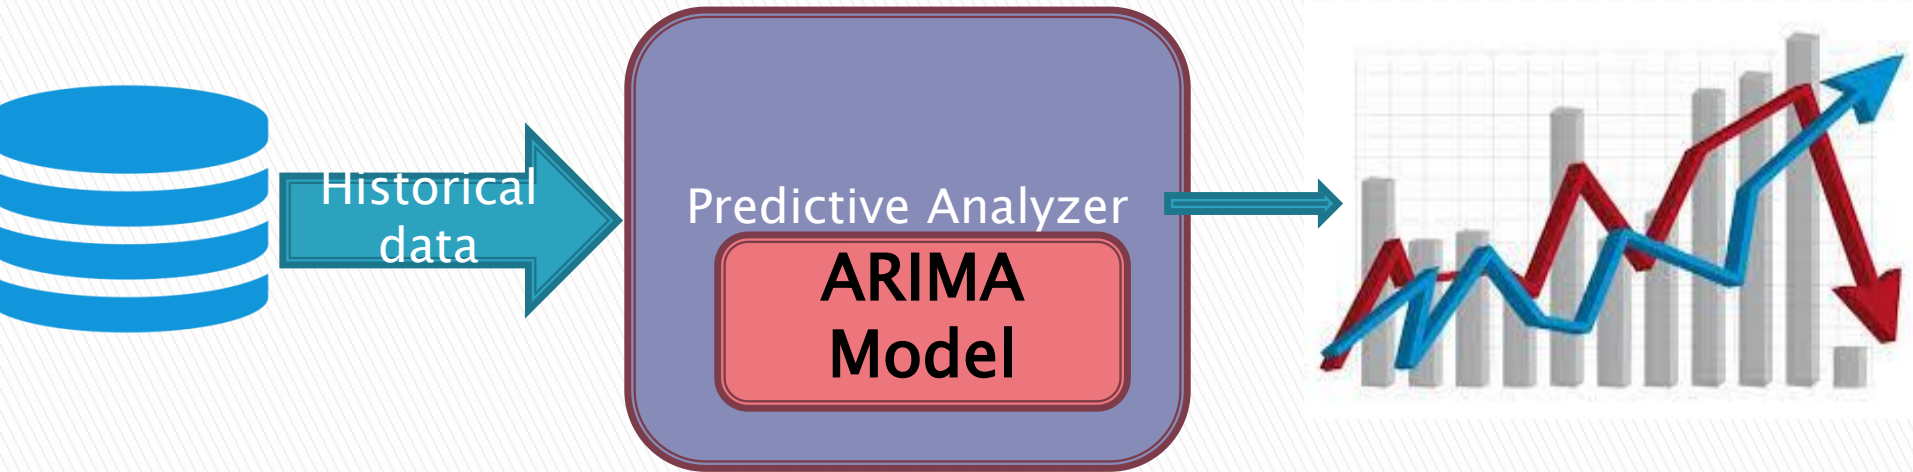 Historical
data
Predictive Analyzer
ARIMA
Model